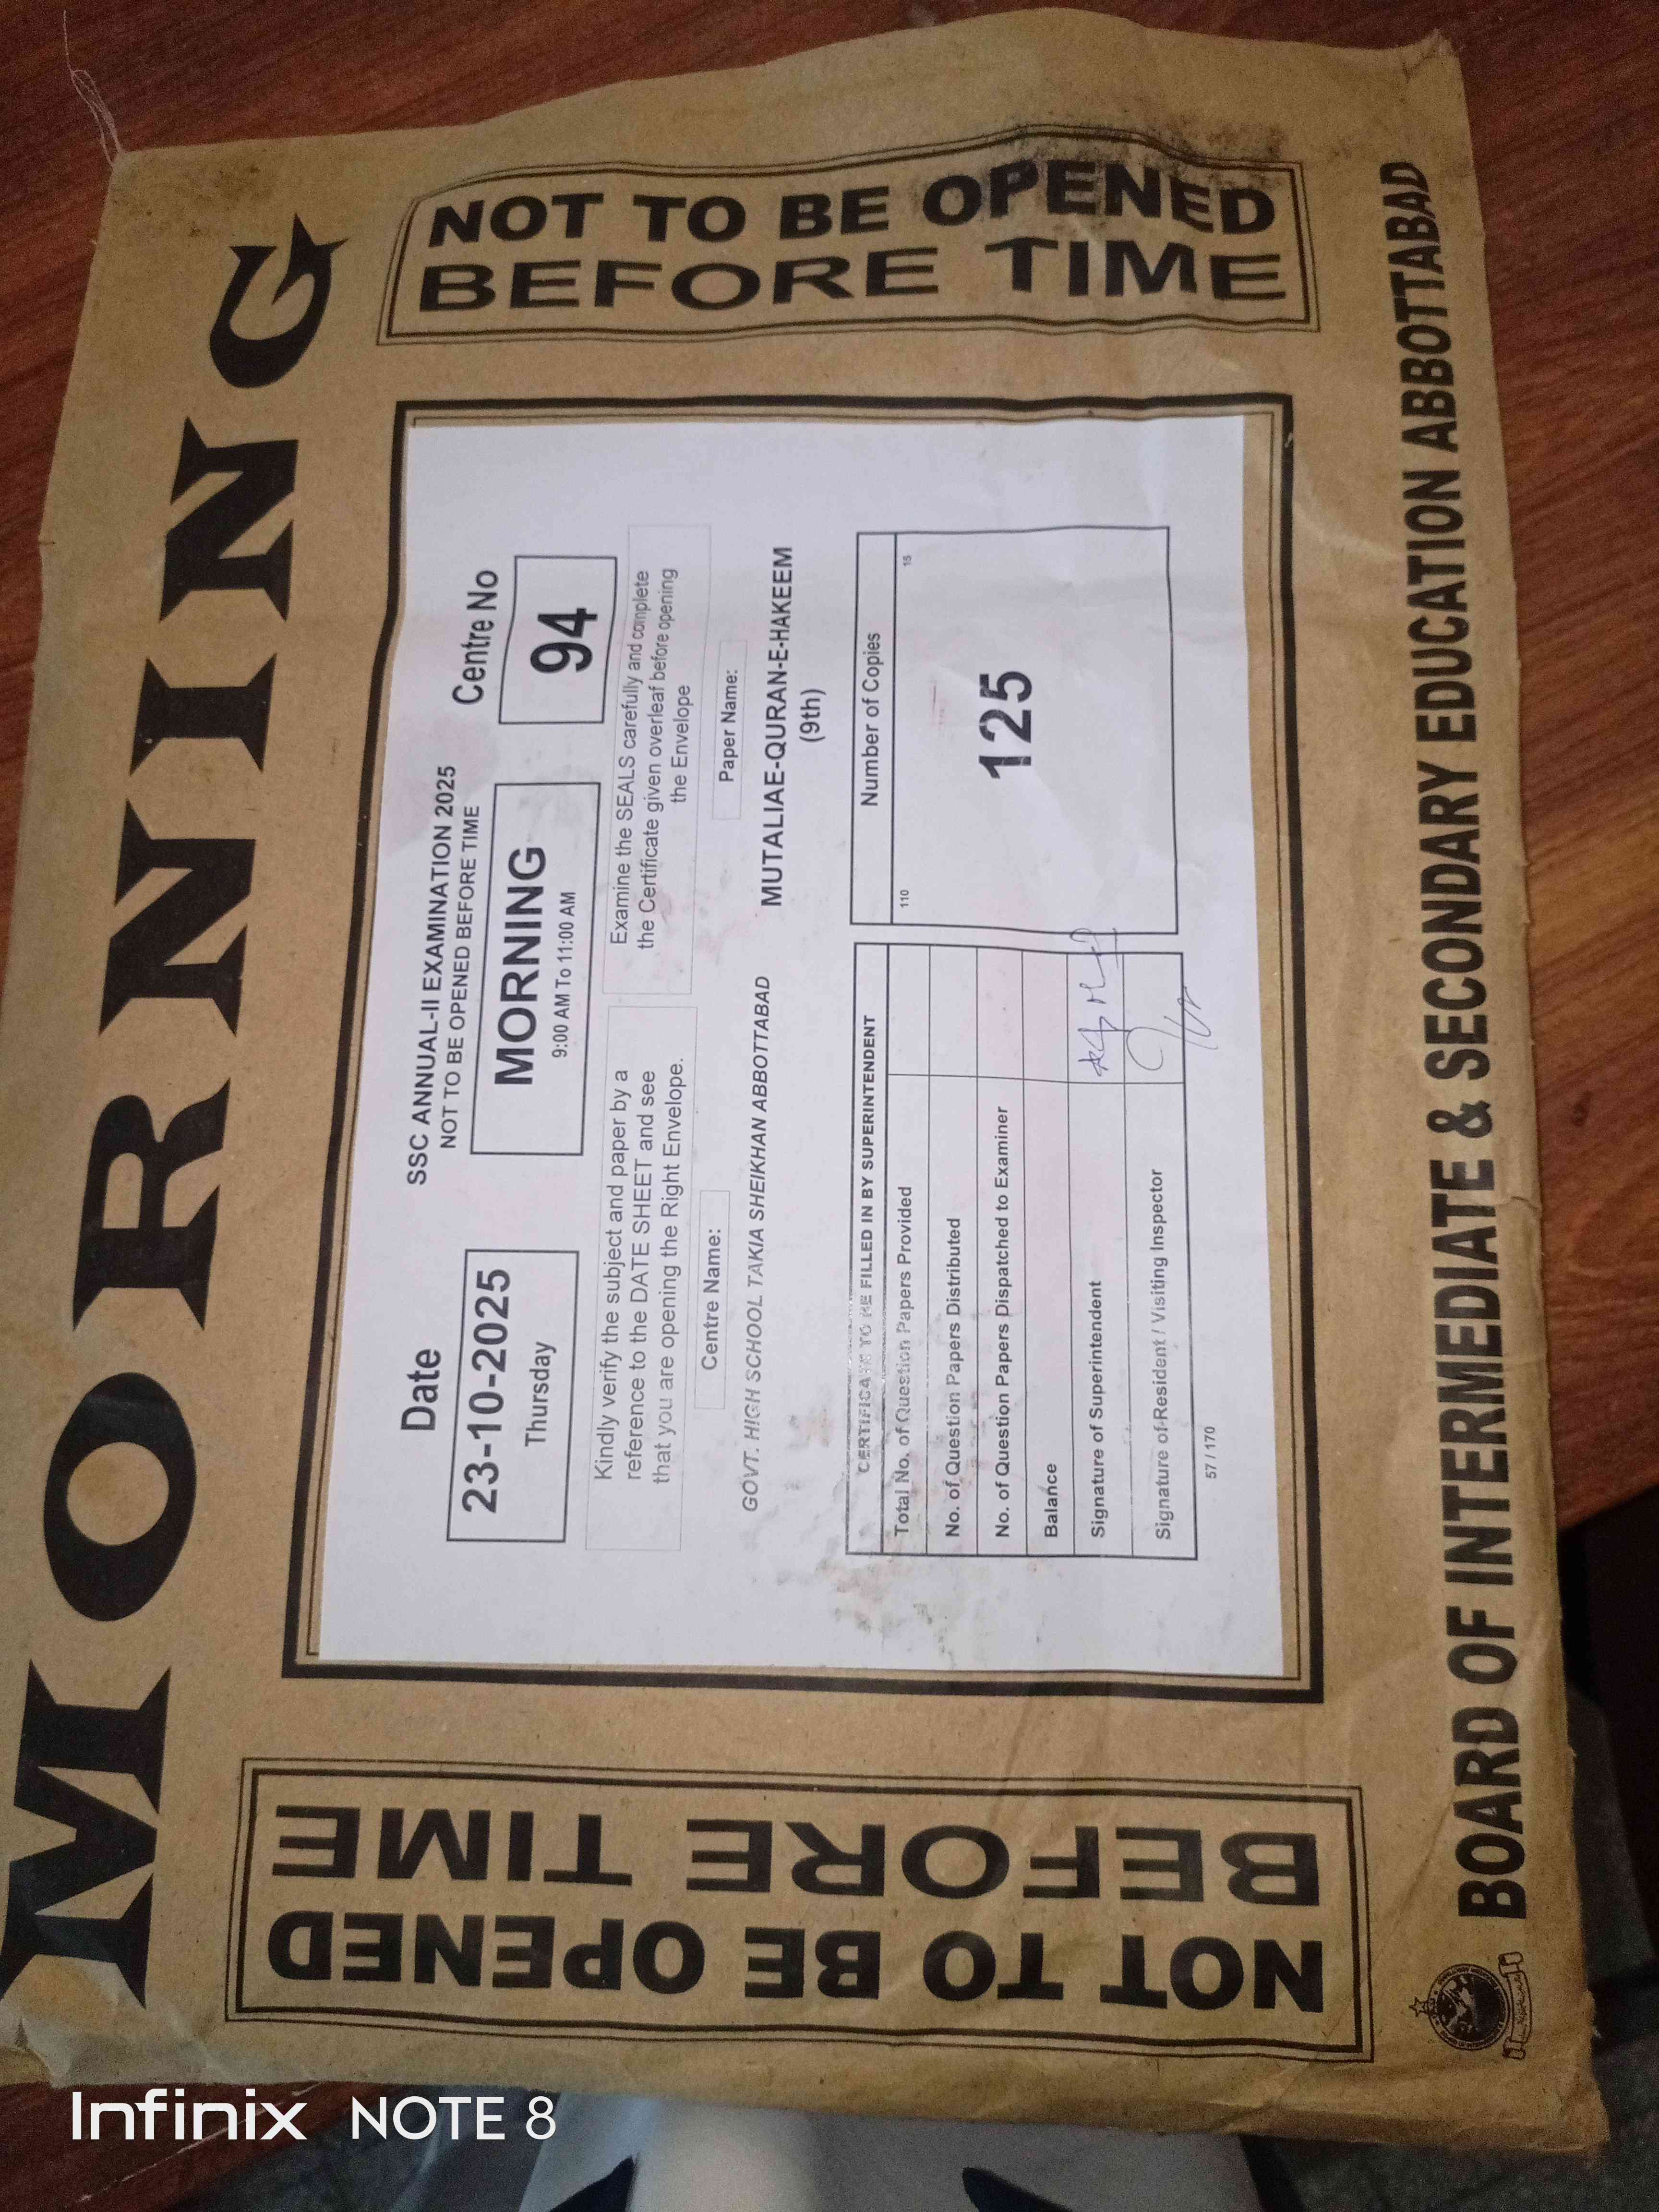 MORNING
NOT TO BE OPENED
BEFORE TIME
Date
23-10-2025
Thursday
SSC ANNUAL-II EXAMINATION 2025
NOT TO BE OPENED BEFORE TIME
MORNING
9:00 AM To 11:00 AM
Centre No
94
Kindly verify the subject and paper by a
reference to the DATE SHEET and see
that you are opening the Right Envelope.
Examine the SEALS carefully and complete
the Certificate given overleaf before opening
the Envelope
Centre Name:
GOVT. HIGH SCHOOL TAKIA SHEIKHAN ABBOTTABAD
Paper Name:
MUTALIAE-QURAN-E-HAKEEM
(9th)
CERTIFICATE TO BE FILLED IN BY SUPERINTENDENT
Total No. of Question Papers Provided
No. of Question Papers Distributed
No. of Question Papers Dispatched to Examiner
Balance
Signature of Superintendent
Signature of Resident / Visiting Inspector
57 / 170
Number of Copies
110 15
125
NOT TO BE OPENED
BEFORE TIME
BOARD OF INTERMEDIATE & SECONDARY EDUCATION ABBOTTABAD
Infinix NOTE 8